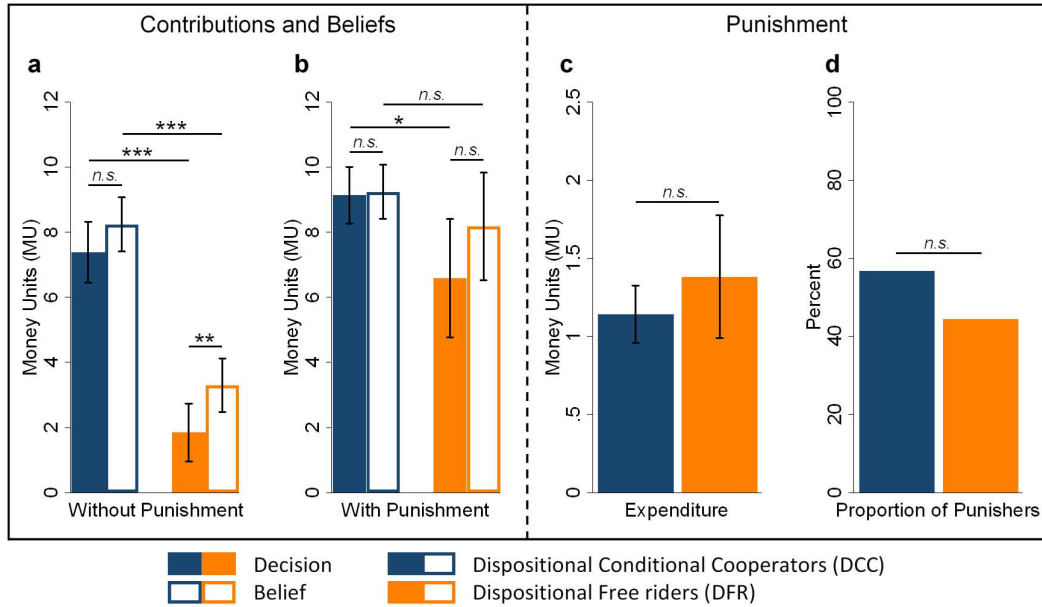 Contributions and Beliefs
Punishment
a
b
c
d
Money Units (MU)
0
2
4
6
8
10
12
n.s.
***
***
**
Without Punishment
Money Units (MU)
0
2
4
6
8
10
12
n.s.
*
n.s.
n.s.
With Punishment
Money Units (MU)
0
.5
1
1.5
2
2.5
n.s.
Expenditure
Percent
0
20
40
60
80
100
n.s.
Proportion of Punishers
Decision
Belief
Dispositional Conditional Cooperators (DCC)
Dispositional Free riders (DFR)